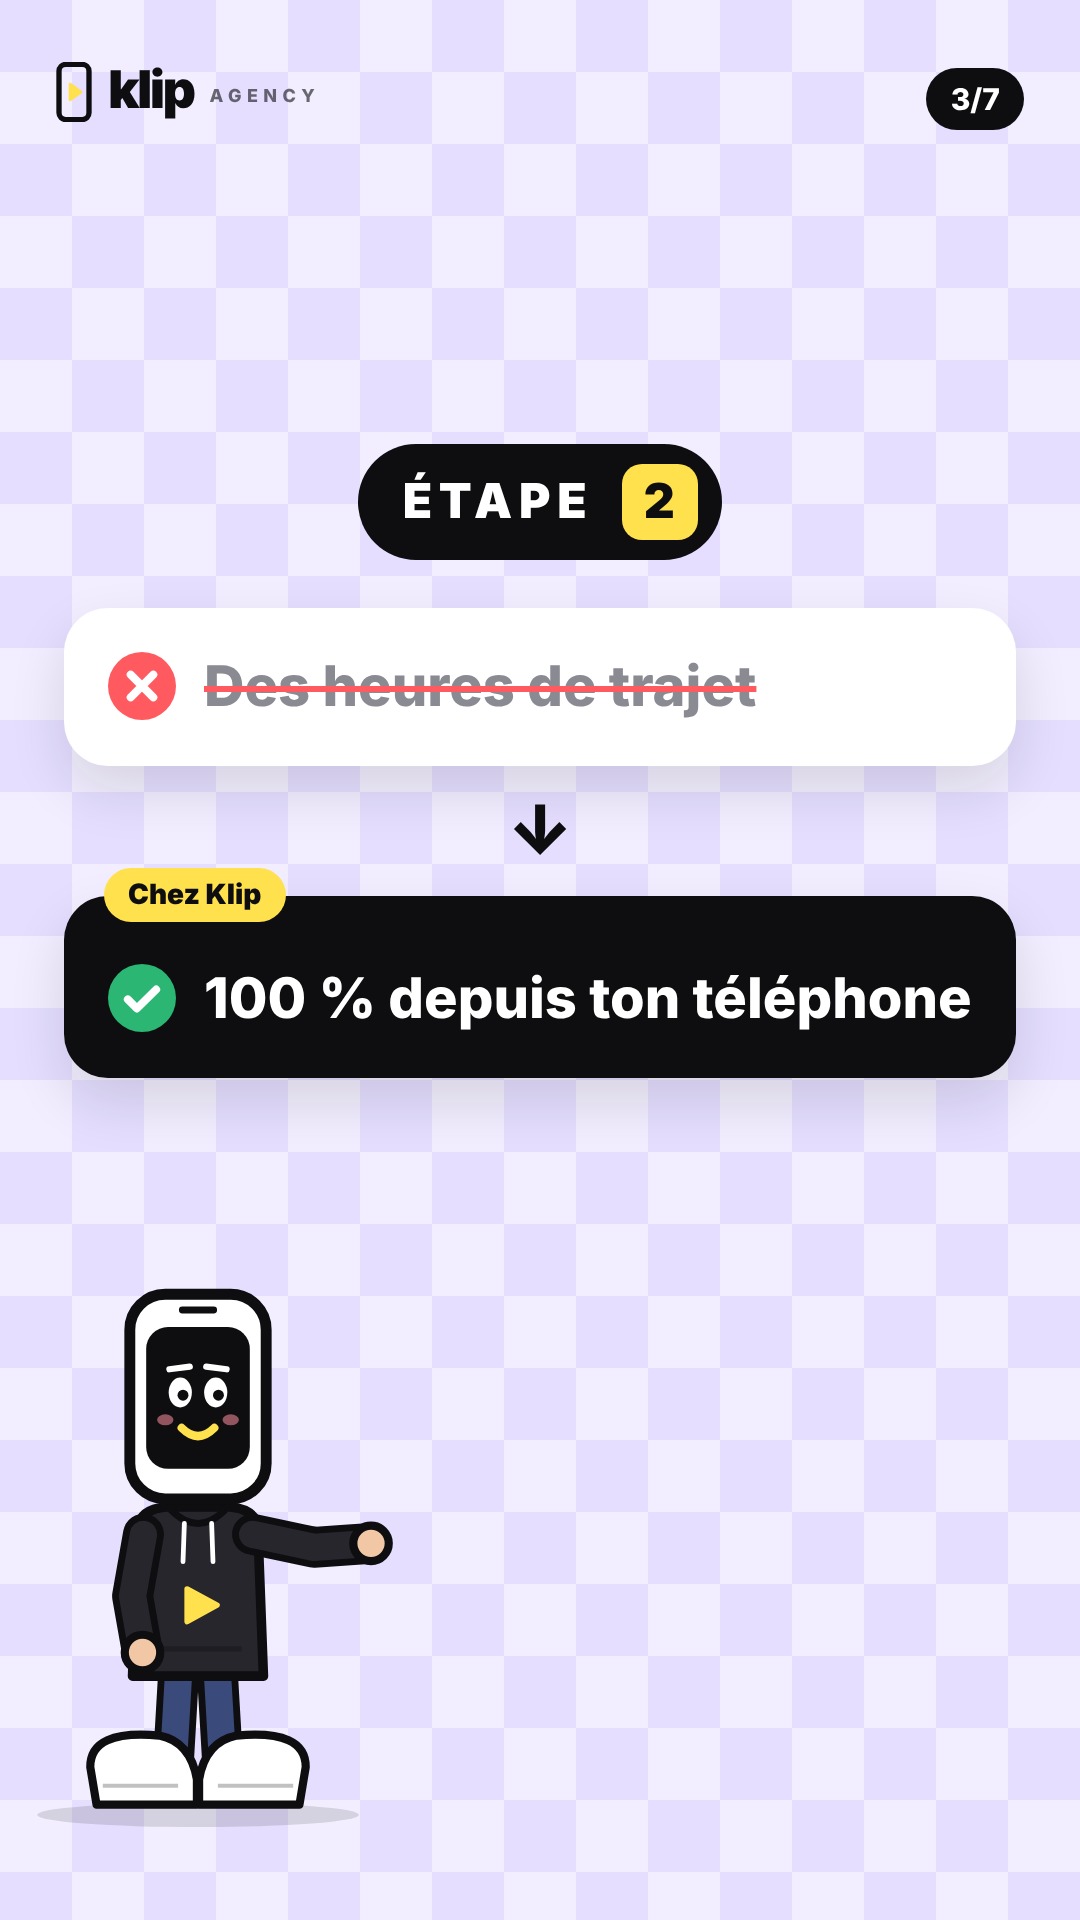 klip AGENCY
3/7
ÉTAPE 2
Des heures de trajet
Chez Klip
100 % depuis ton téléphone